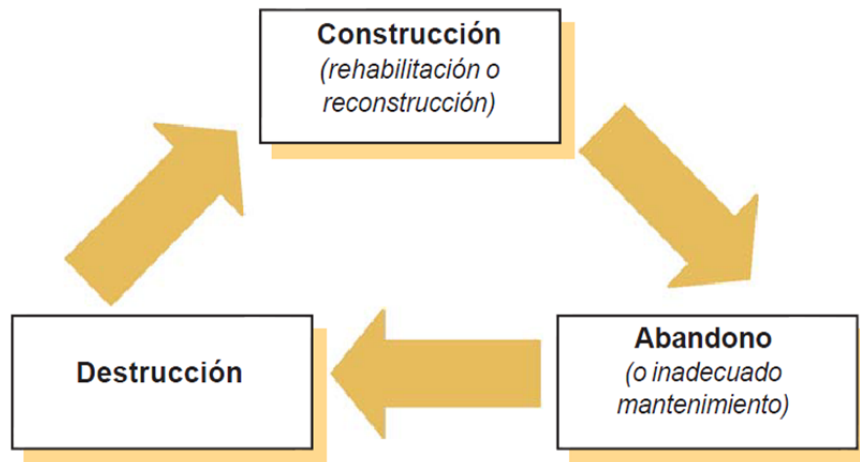 Construcción
(rehabilitación o
reconstrucción)
Abandono
(o inadecuado
mantenimiento)
Destrucción